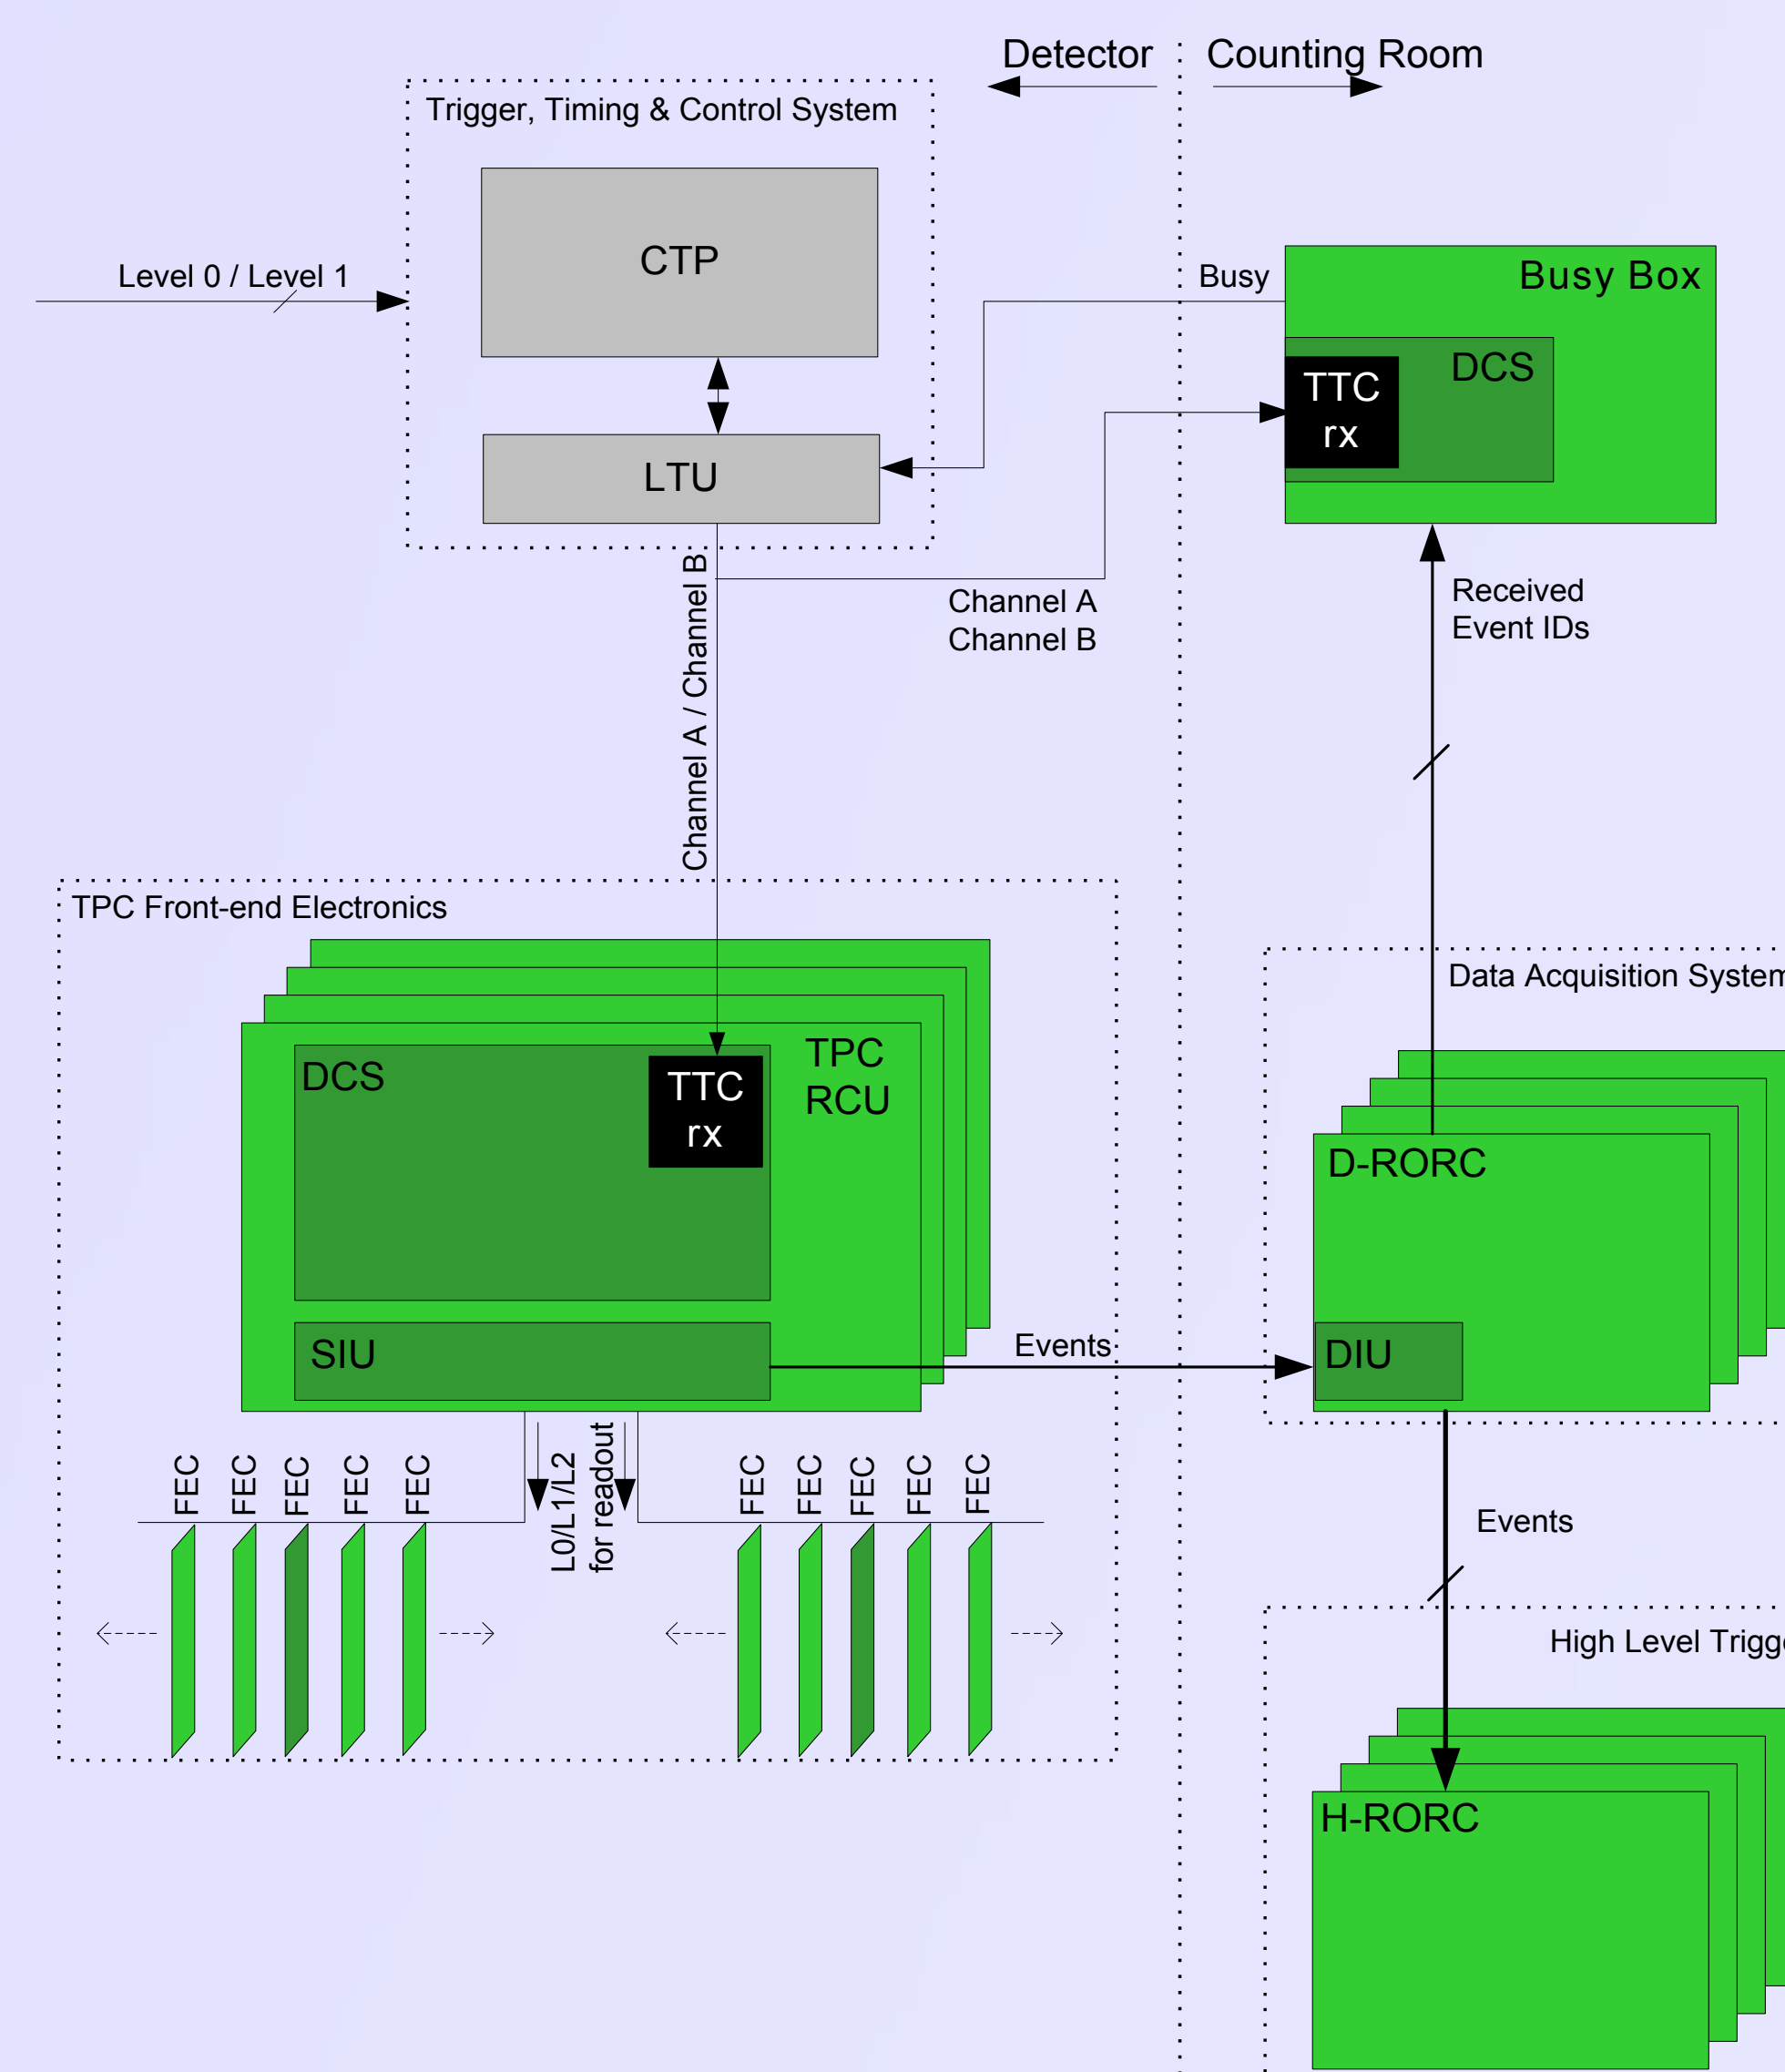 Detector
Counting Room
Trigger, Timing & Control System
CTP
Level 0 / Level 1
Busy
Busy Box
DCS
TTC
rx
LTU
Channel A / Channel B
Channel A
Channel B
Received
Event IDs
TPC Front-end Electronics
Data Acquisition System
DCS
TTC
rx
TPC
RCU
D-RORC
SIU
Events
DIU
FEC
FEC
FEC
FEC
FEC
L0/L1/L2
for readout
FEC
FEC
FEC
FEC
FEC
Events
High Level Trigge
H-RORC